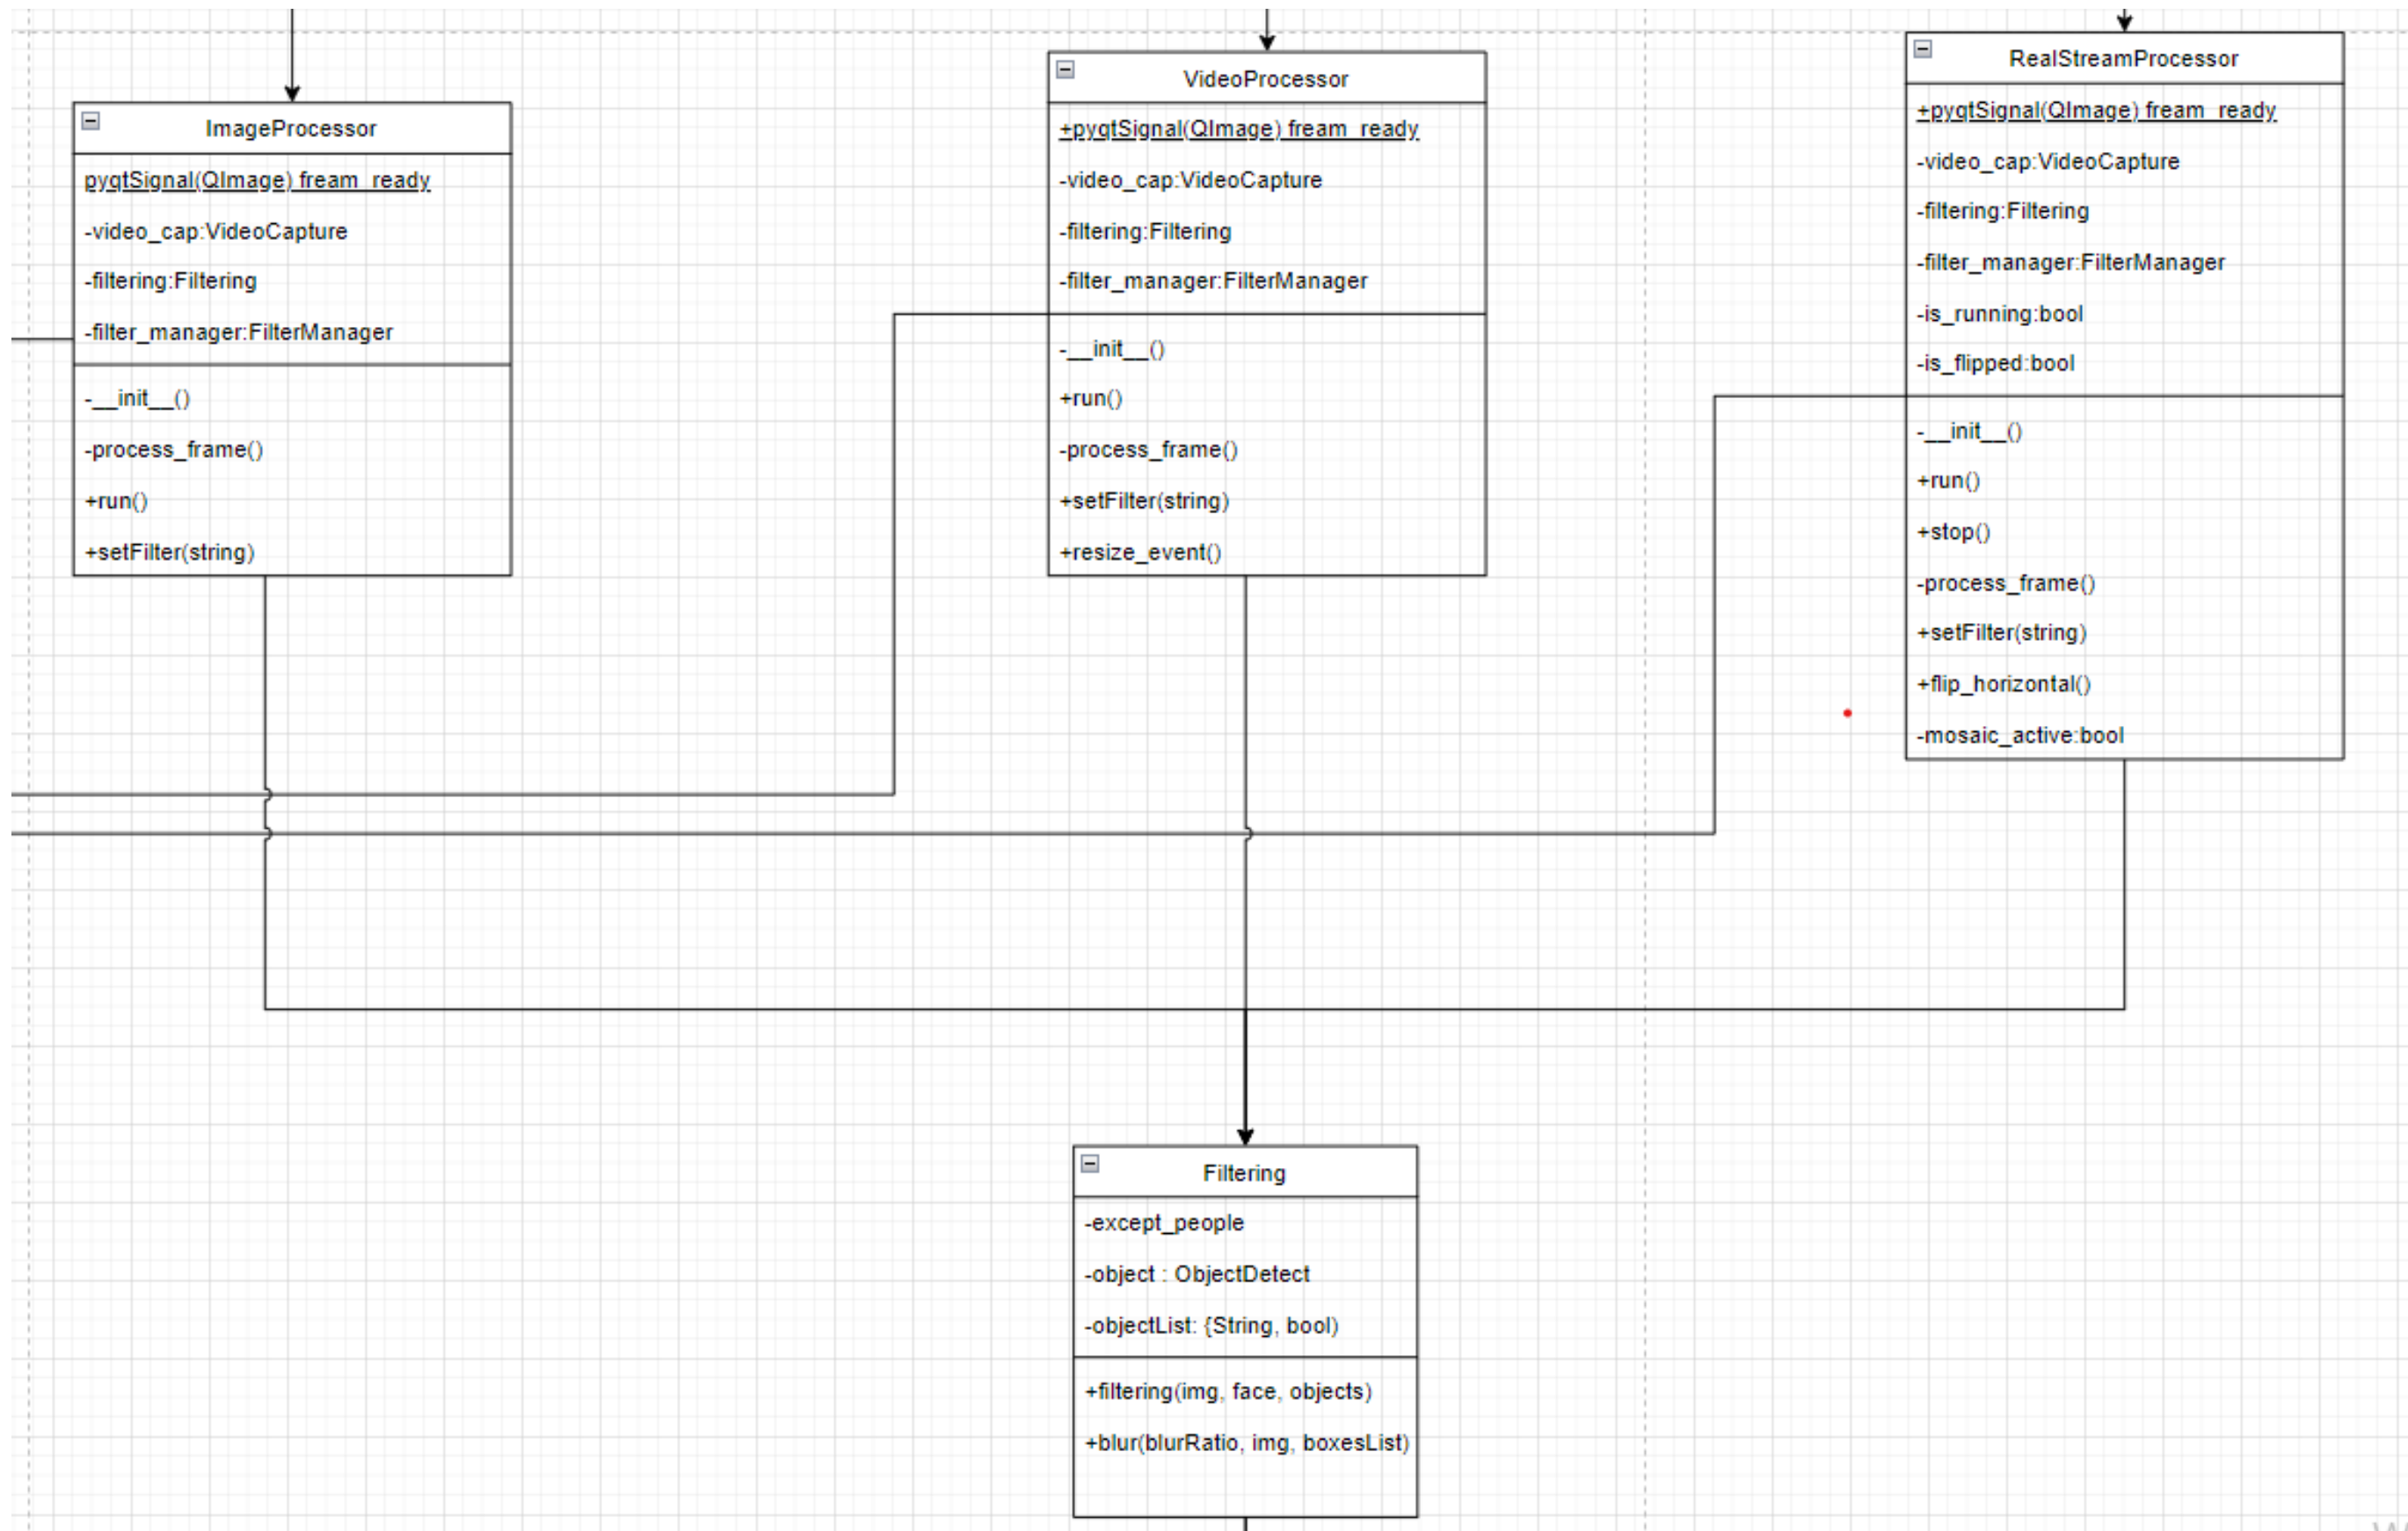 ImageProcessor
pyqtSignal(QImage) fream_ready
-video_cap:VideoCapture
-filtering:Filtering
-filter_manager:FilterManager
-__init__()
-process_frame()
+run()
+setFilter(string)
VideoProcessor
+pyqtSignal(QImage) fream_ready
-video_cap:VideoCapture
-filtering:Filtering
-filter_manager:FilterManager
-__init__()
+run()
-process_frame()
+setFilter(string)
+resize_event()
RealStreamProcessor
+pyqtSignal(QImage) fream_ready
-video_cap:VideoCapture
-filtering:Filtering
-filter_manager:FilterManager
-is_running:bool
-is_flipped:bool
-__init__()
+run()
+stop()
-process_frame()
+setFilter(string)
+flip_horizontal()
-mosaic_active:bool
Filtering
-except_people
-object : ObjectDetect
-objectList: {String, bool)
+filtering(img, face, objects)
+blur(blurRatio, img, boxesList)